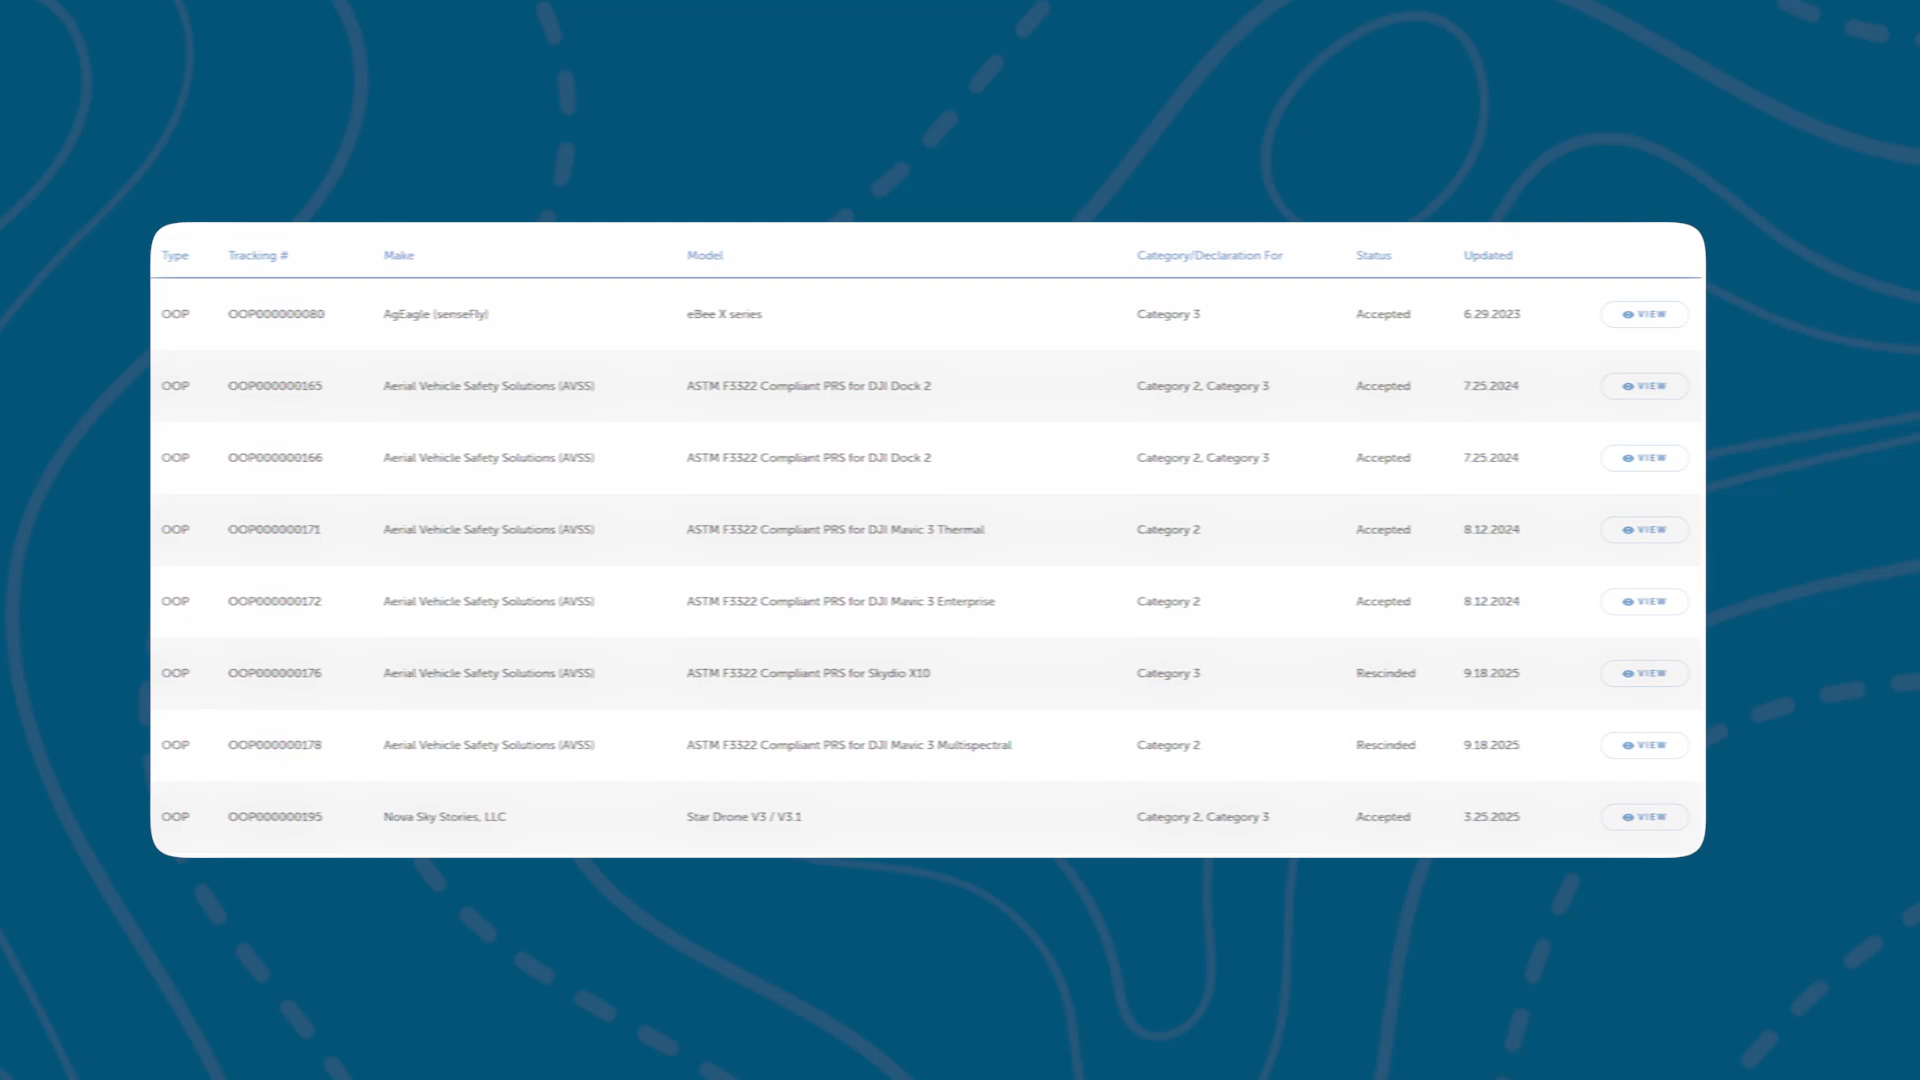 Type Tracking # Make Model Category/Declaration For Status Updated
OOP OOP000000080 AgEagle (senseFly) eBee X series Category 3 Accepted 6.29.2023 VIEW
OOP OOP000000165 Aerial Vehicle Safety Solutions (AVSS) ASTM F3322 Compliant PRS for DJI Dock 2 Category 2, Category 3 Accepted 7.25.2024 VIEW
OOP OOP000000166 Aerial Vehicle Safety Solutions (AVSS) ASTM F3322 Compliant PRS for DJI Dock 2 Category 2, Category 3 Accepted 7.25.2024 VIEW
OOP OOP000000171 Aerial Vehicle Safety Solutions (AVSS) ASTM F3322 Compliant PRS for DJI Mavic 3 Thermal Category 2 Accepted 8.12.2024 VIEW
OOP OOP000000172 Aerial Vehicle Safety Solutions (AVSS) ASTM F3322 Compliant PRS for DJI Mavic 3 Enterprise Category 2 Accepted 8.12.2024 VIEW
OOP OOP000000176 Aerial Vehicle Safety Solutions (AVSS) ASTM F3322 Compliant PRS for Skydio X10 Category 3 Rescinded 9.18.2025 VIEW
OOP OOP000000178 Aerial Vehicle Safety Solutions (AVSS) ASTM F3322 Compliant PRS for DJI Mavic 3 Multispectral Category 2 Rescinded 9.18.2025 VIEW
OOP OOP000000195 Nova Sky Stories, LLC Star Drone V3 / V3.1 Category 2, Category 3 Accepted 3.25.2025 VIEW